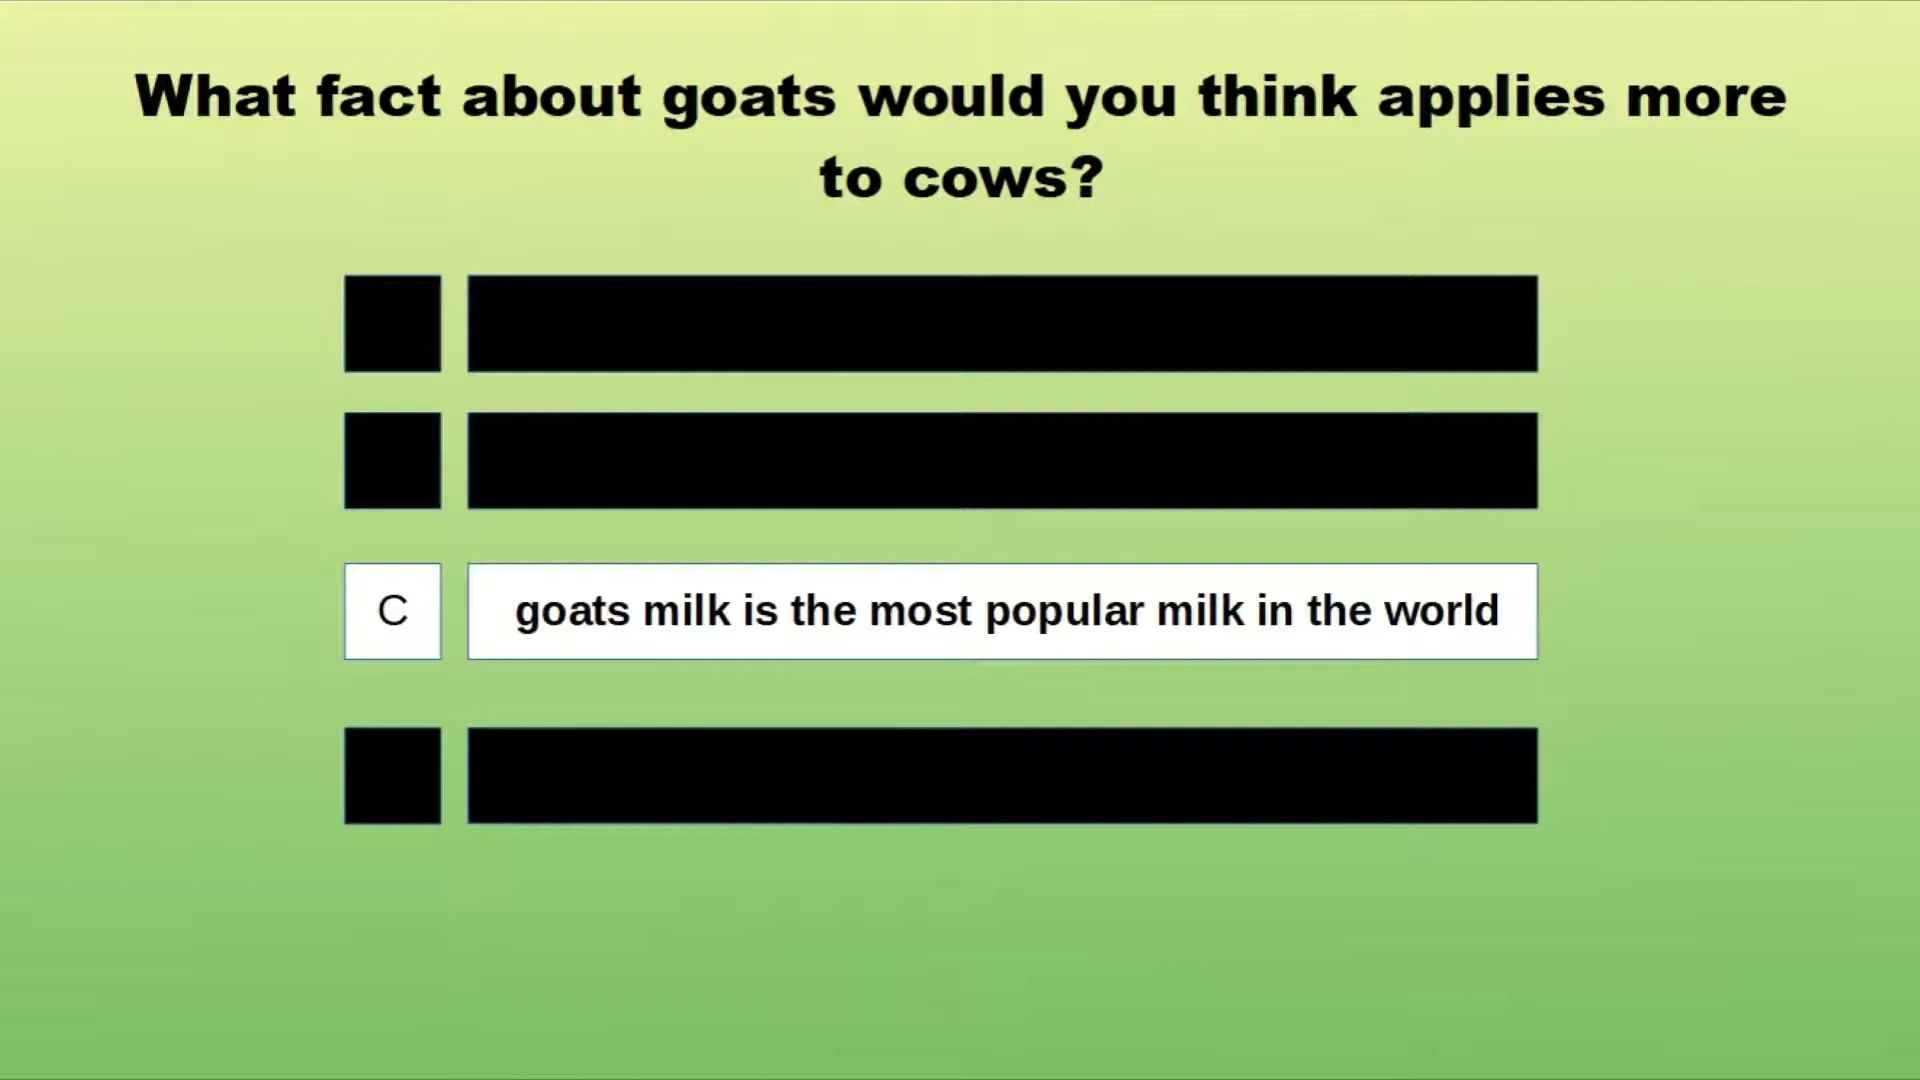 What fact about goats would you think applies more
to cows?
C
goats milk is the most popular milk in the world